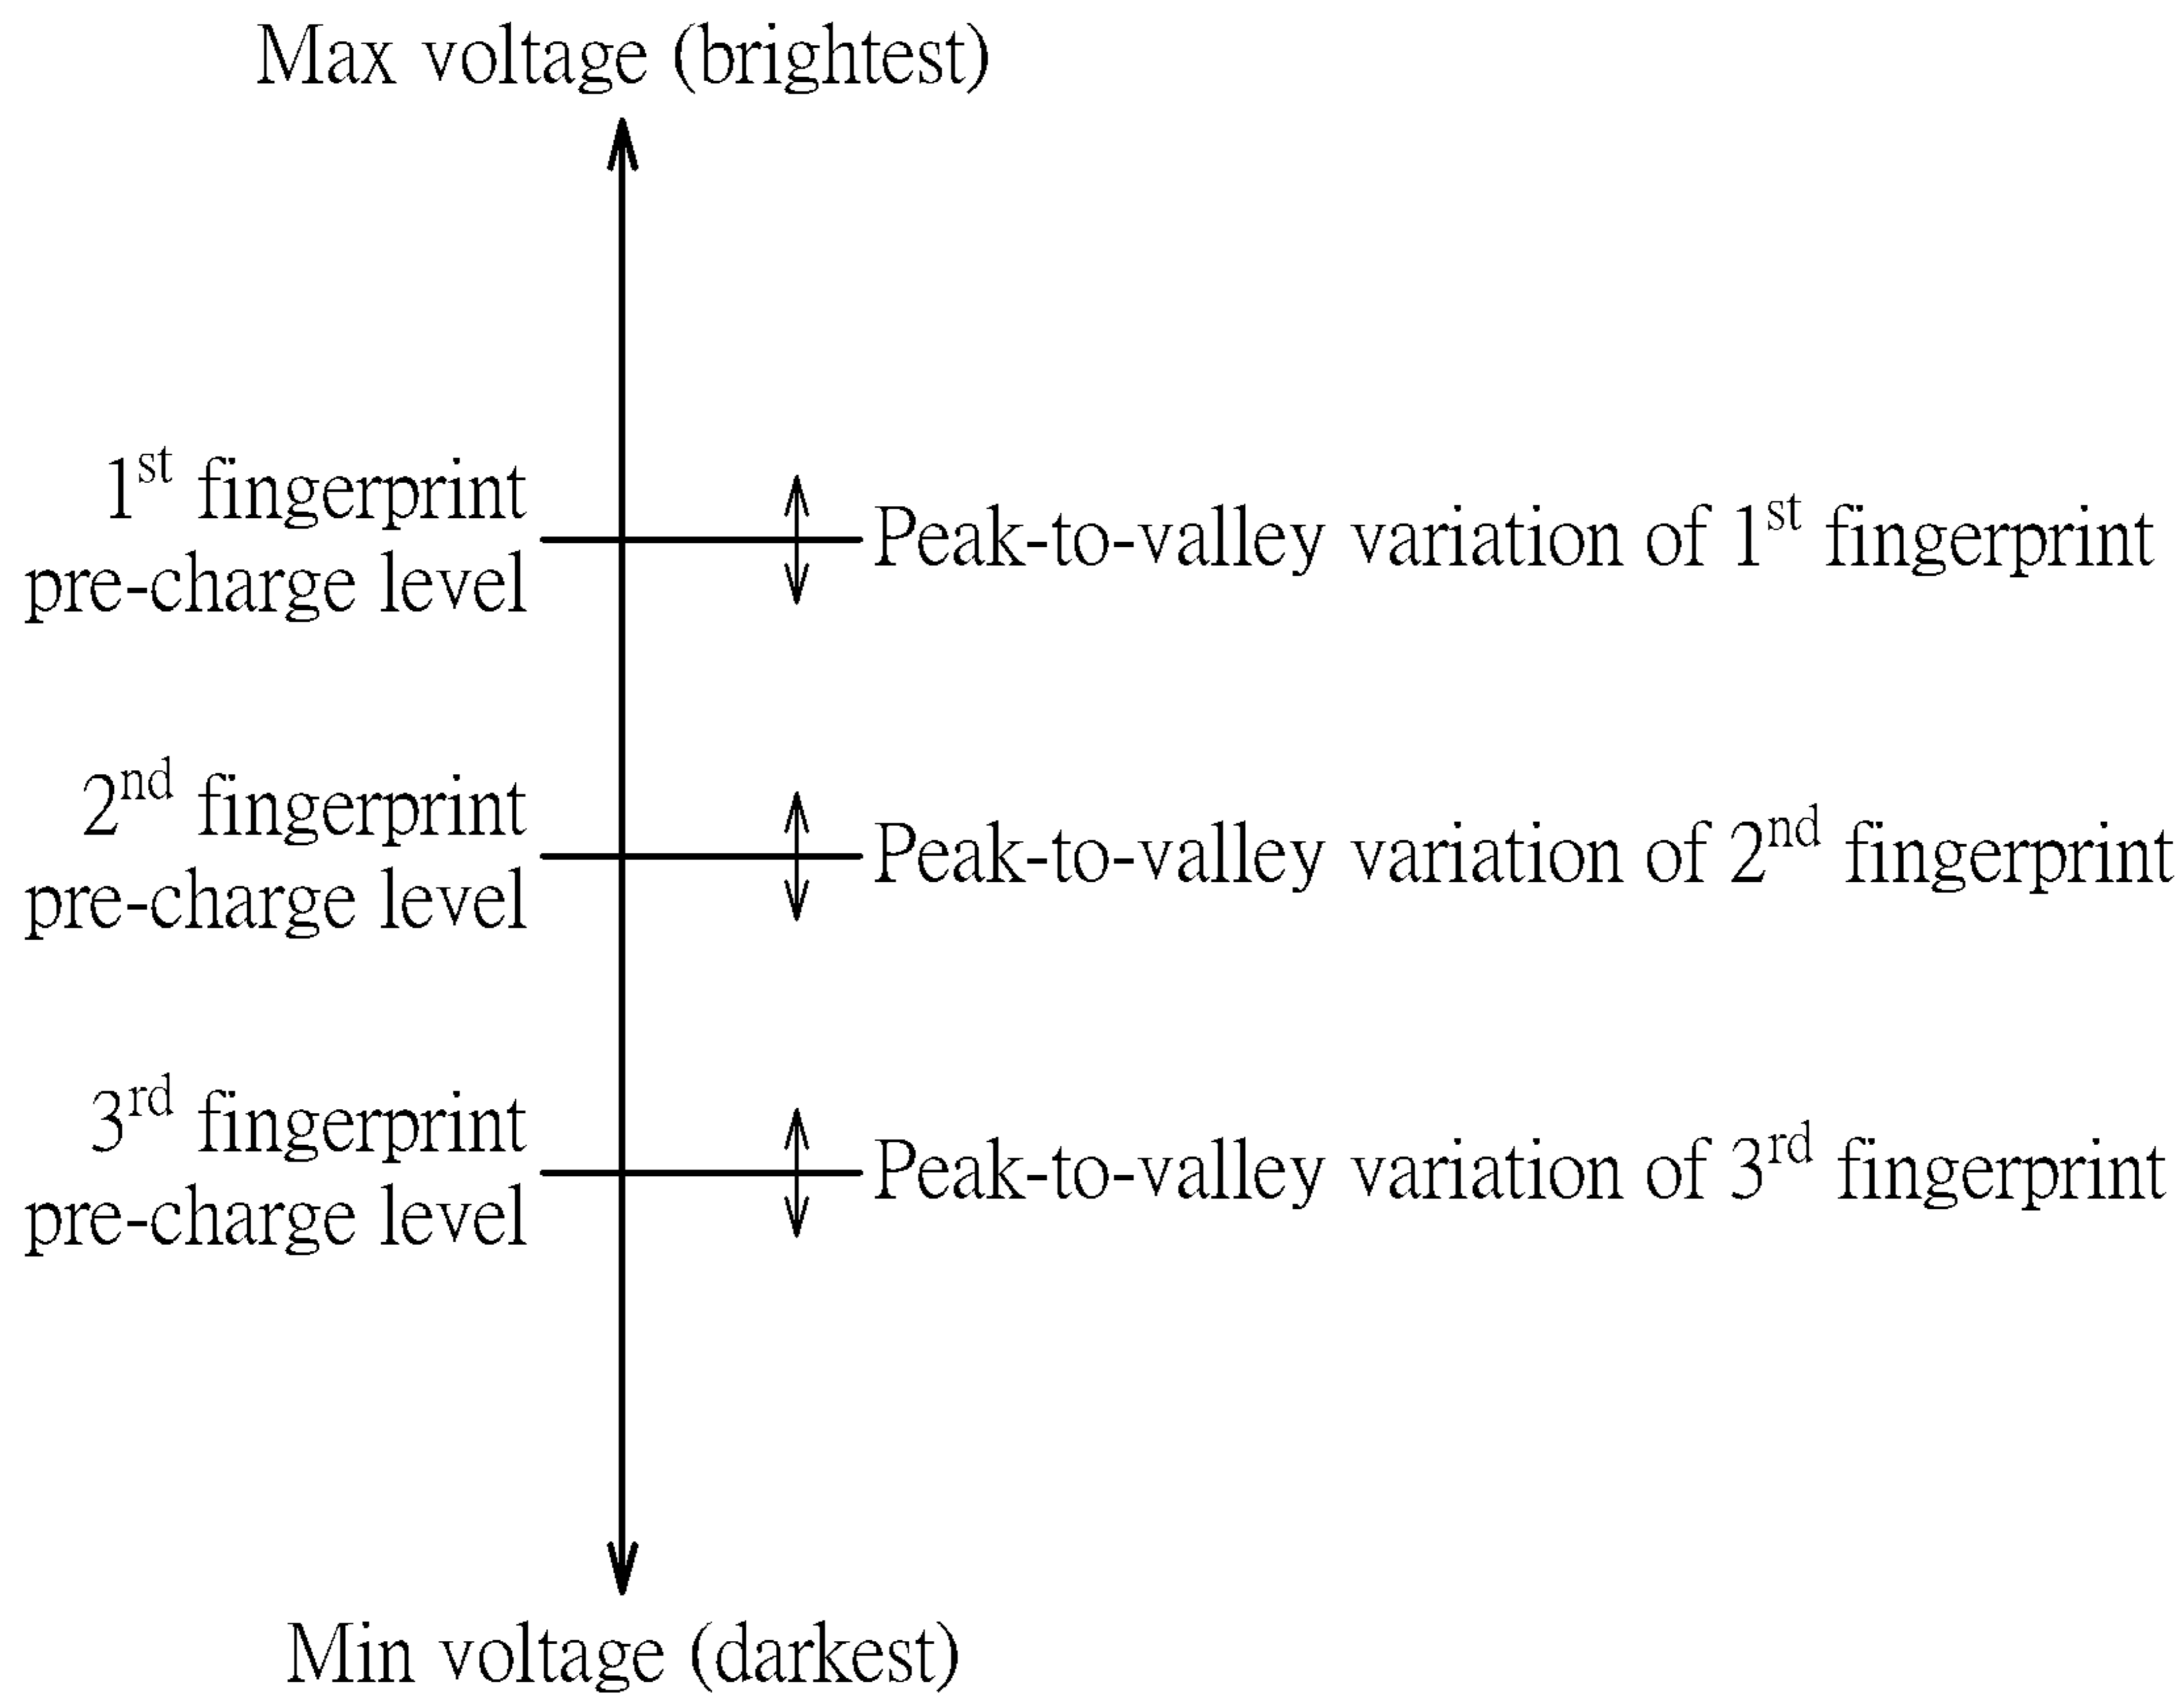 Max voltage (brightest)
1st fingerprint
pre-charge level
Peak-to-valley variation of 1st fingerprint
2nd fingerprint
pre-charge level
Peak-to-valley variation of 2nd fingerprint
3rd fingerprint
pre-charge level
Peak-to-valley variation of 3rd fingerprint
Min voltage (darkest)